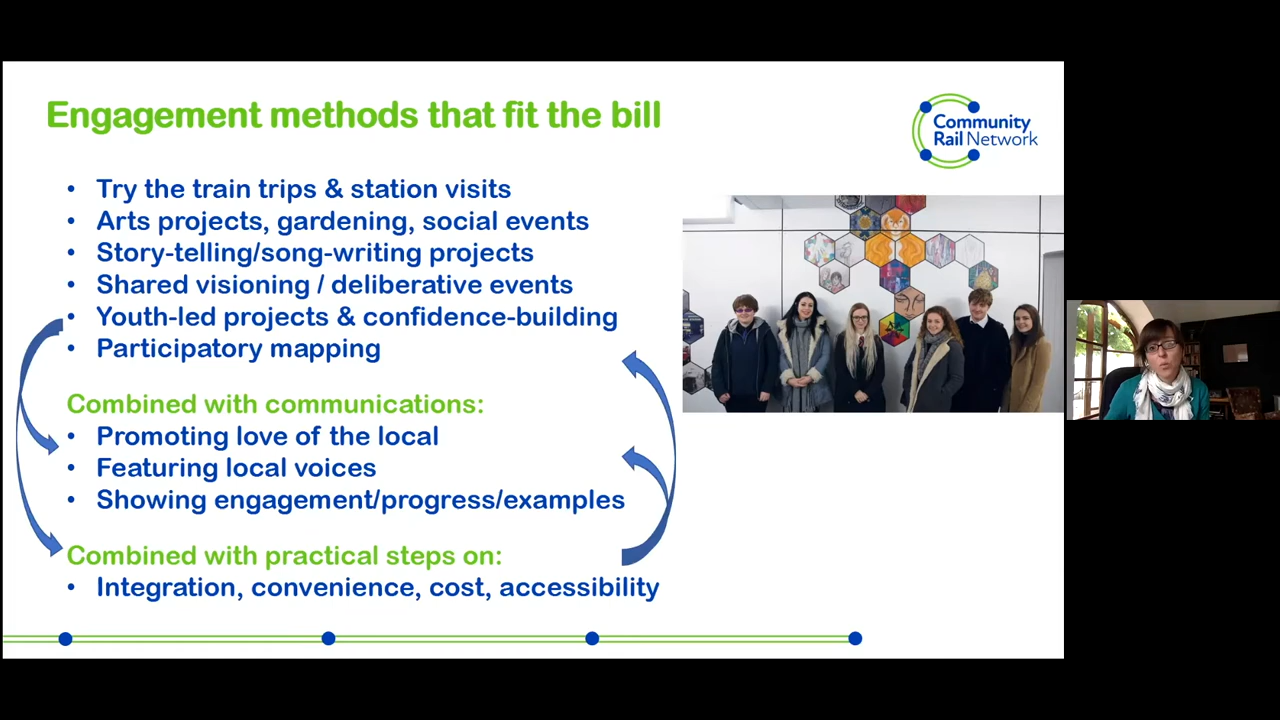 Engagement methods that fit the bill
Community
Rail Network
• Try the train trips & station visits
• Arts projects, gardening, social events
• Story-telling/song-writing projects
• Shared visioning / deliberative events
• Youth-led projects & confidence-building
• Participatory mapping
Combined with communications:
• Promoting love of the local
• Featuring local voices
• Showing engagement/progress/examples
Combined with practical steps on:
• Integration, convenience, cost, accessibility